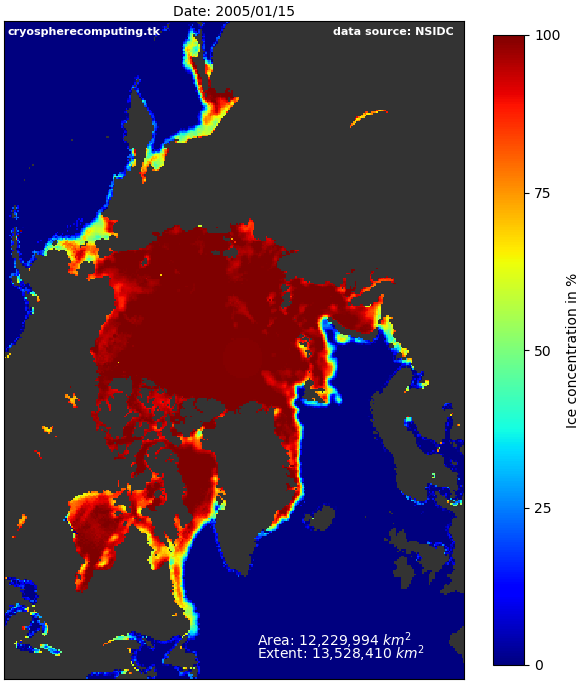 Date: 2005/01/15
cryospherecomputing.tk
data source: NSIDC
100
75
50
25
0
Ice concentration in %
Area: 12,229,994 km²
Extent: 13,528,410 km²